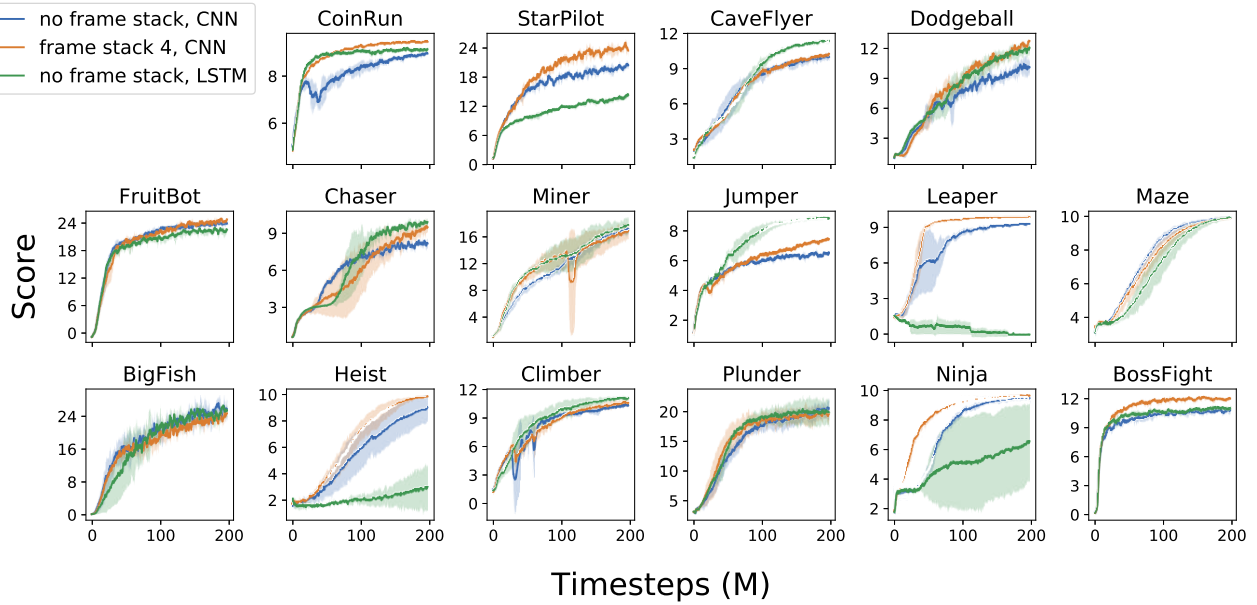 no frame stack, CNN
frame stack 4, CNN
no frame stack, LSTM
CoinRun
8
6
StarPilot
24
18
12
6
0
CaveFlyer
12
9
6
3
Dodgeball
12
9
6
3
Score
FruitBot
24
18
12
6
0
Chaser
9
6
3
Miner
16
12
8
4
Jumper
8
6
4
2
Leaper
9
6
3
0
Maze
10
8
6
4
BigFish
24
16
8
0
0 100 200
Heist
10
8
6
4
2
0 100 200
Climber
12
9
6
3
0
0 100 200
Plunder
20
15
10
5
0 100 200
Ninja
10
8
6
4
2
0 100 200
BossFight
12
9
6
3
0
0 100 200
Timesteps (M)